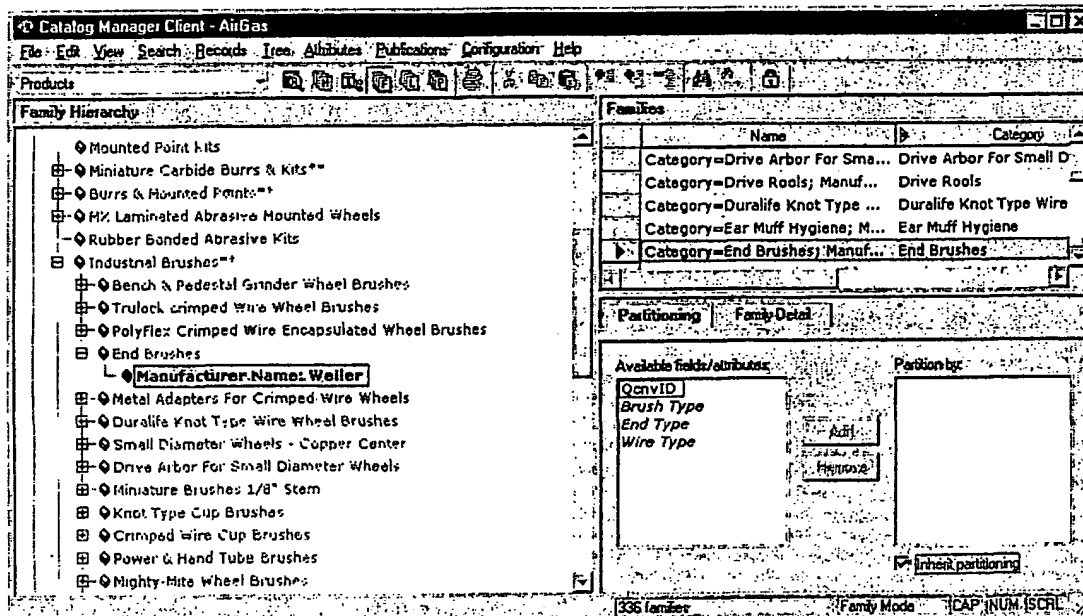 Catalog Manager Client - AirGas
File Edit View Search Records Tree Attributes Publications Configuration Help
Products
Family Hierarchy
Mounted Point Kits
Miniature Carbide Burrs & Kits
Burrs & Mounted Points
MX Laminated Abrasive Mounted Wheels
Rubber Bonded Abrasive Kits
Industrial Brushes
Bench & Pedestal Grinder Wheel Brushes
Trulock crimped Wire Wheel Brushes
PolyFlex Crimped Wire Encapsulated Wheel Brushes
End Brushes
Manufacturer Name: Weiler
Metal Adapters For Crimped Wire Wheels
Duralife Knot Type Wire Wheel Brushes
Small Diameter Wheels - Copper Center
Drive Arbor For Small Diameter Wheels
Miniature Brushes 1/8" Stem
Knot Type Cup Brushes
Crimped Wire Cup Brushes
Power & Hand Tube Brushes
Mighty-Mite Wheel Brushes
Families
Name Category
Category=Drive Arbor For Sma... Drive Arbor For Small D
Category=Drive Rools; Manuf... Drive Rools
Category=Duralife Knot Type ... Duralife Knot Type Wire
Category=Ear Muff Hygiene; M... Ear Muff Hygiene
Category=End Brushes; Manuf... End Brushes
Partitioning Family Detail
Available fields/attributes: Partition by:
QcnvID
Brush Type
End Type
Wire Type
Add
Remove
Inherit partitioning
336 families Family Mode CAP NUM SCRL